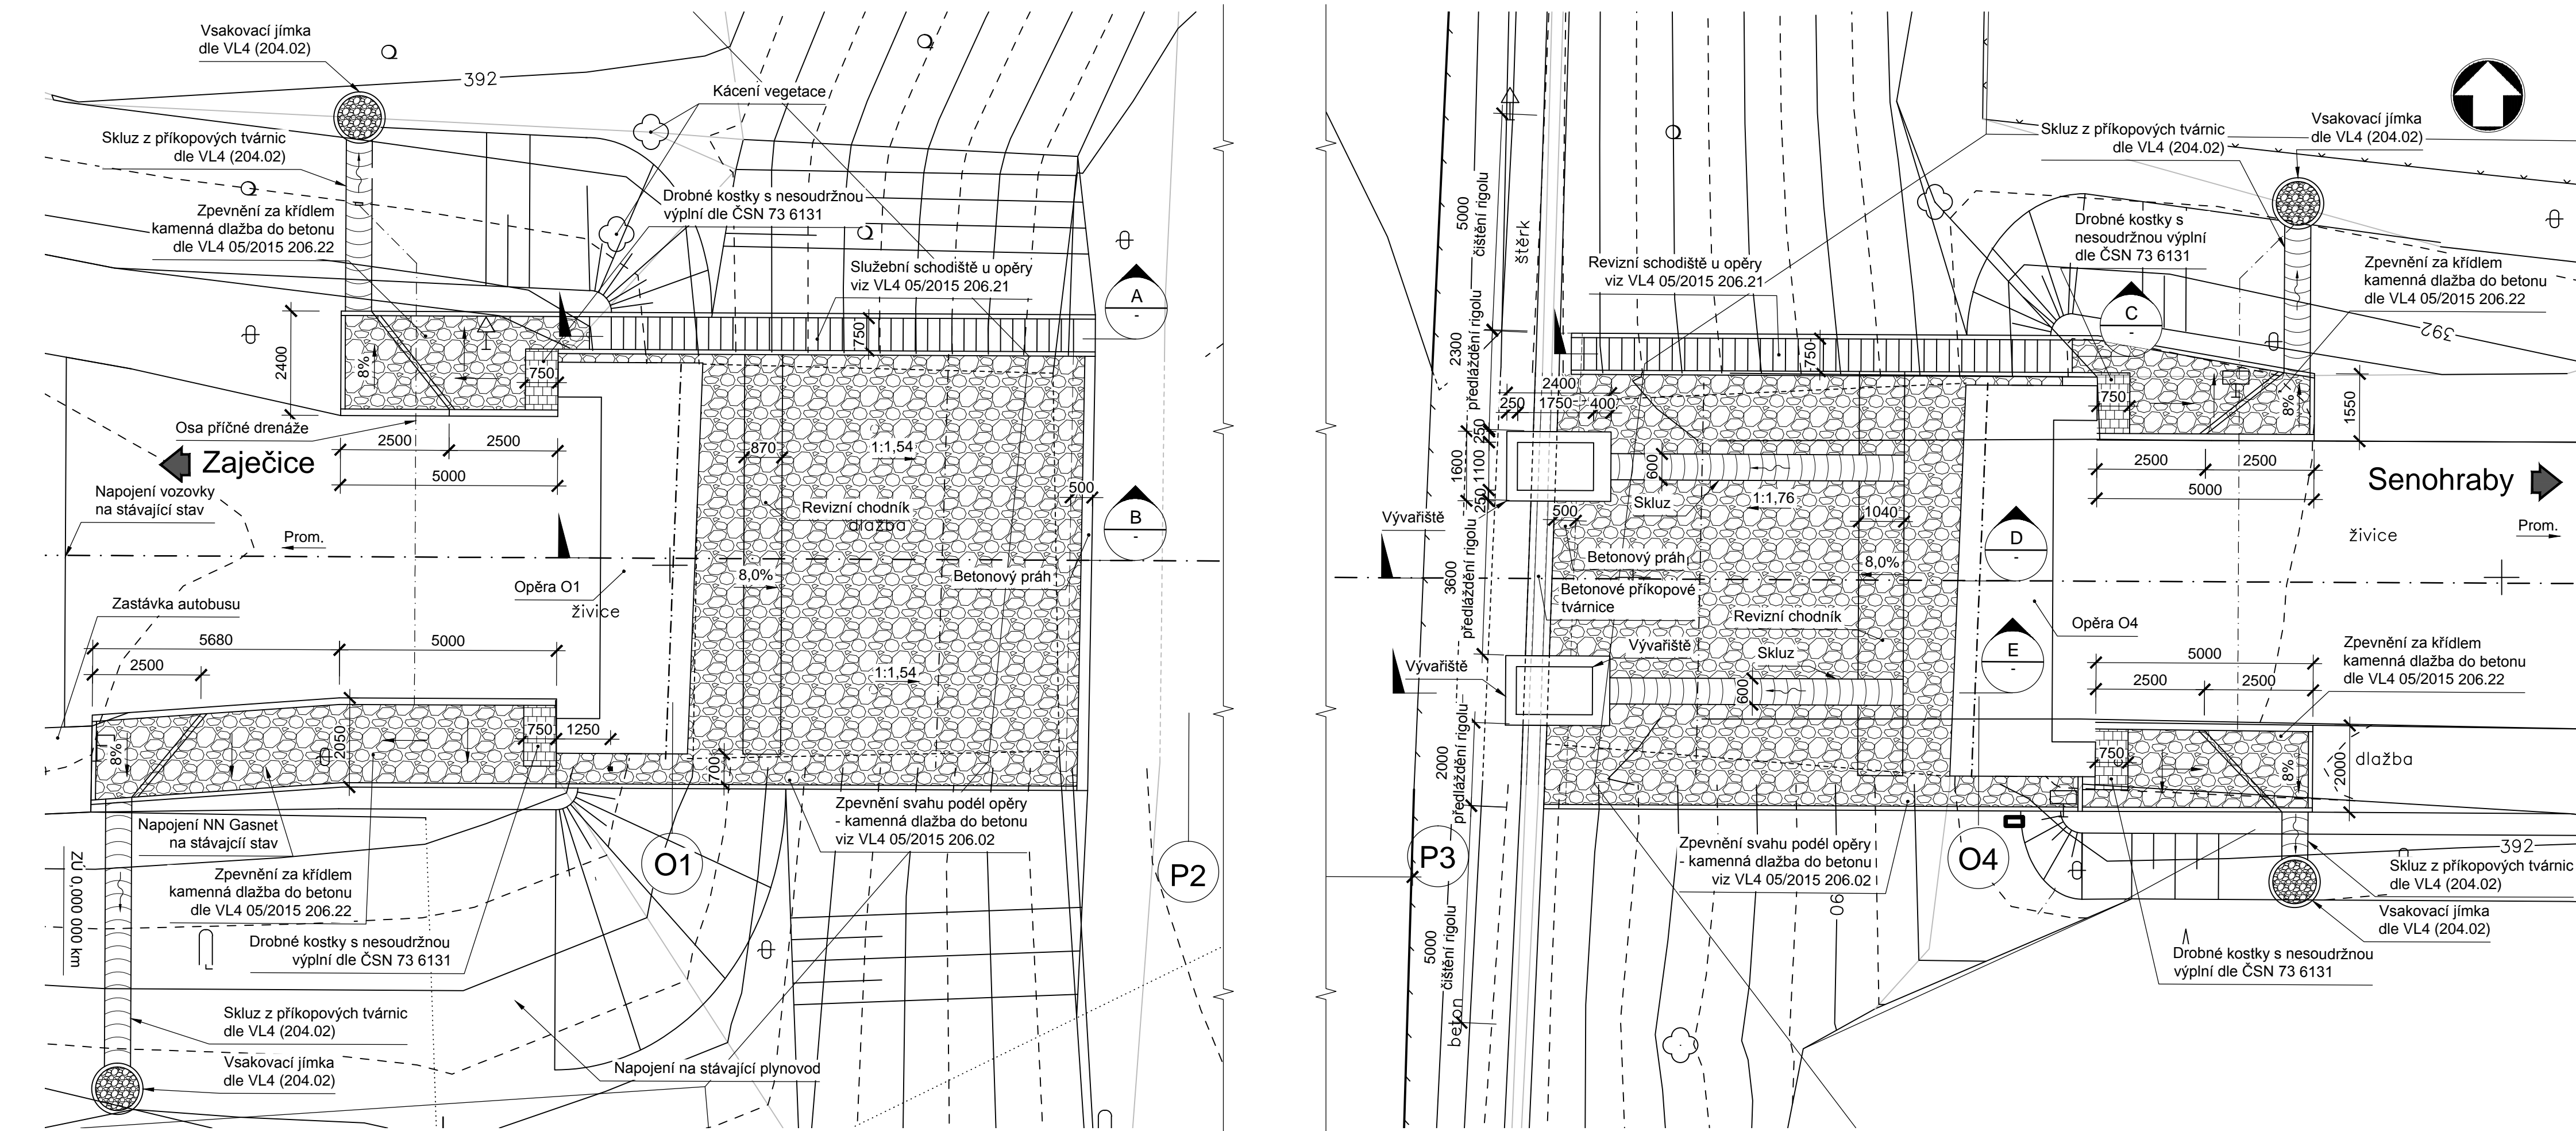 Vsakovací jímka
dle VL4 (204.02)
392
Kácení vegetace
Skluz z příkopových tvárnic
dle VL4 (204.02)
Drobné kostky s nesoudržnou
výplní dle ČSN 73 6131
Zpevnění za křídlem
kamenná dlažba do betonu
dle VL4 05/2015 206.22
Služební schodiště u opěry
viz VL4 05/2015 206.21
A
-
750
2400
8%
750
Osa příčné drenáže
2500
2500
5000
Zaječice
870
1:1,54
500
Napojení vozovky
na stávající stav
Revizní chodník
dlažba
B
-
Prom.
8,0%
Betonový práh
Opěra O1
živice
Zastávka autobusu
5680
5000
2500
1:1,54
8%
2050
750
1250
700
Zpevnění svahu podél opěry
- kamenná dlažba do betonu
viz VL4 05/2015 206.02
Napojení NN Gasnet
na stávajícíí stav
ZÚ 0,000 000 km
O1
P2
Zpevnění za křídlem
kamenná dlažba do betonu
dle VL4 05/2015 206.22
Drobné kostky s nesoudržnou
výplní dle ČSN 73 6131
Skluz z příkopových tvárnic
dle VL4 (204.02)
Vsakovací jímka
dle VL4 (204.02)
Napojení na stávající plynovod
Skluz z příkopových tvárnic
dle VL4 (204.02)
Vsakovací jímka
dle VL4 (204.02)
5000
čištění rigolu
štěrk
Drobné kostky s
nesoudržnou výplní
dle ČSN 73 6131
Revizní schodiště u opěry
viz VL4 05/2015 206.21
Zpevnění za křídlem
kamenná dlažba do betonu
dle VL4 05/2015 206.22
C
-
392
2300
předláždění rigolu
750
2400
250
1750
400
750
8%
1550
250
1600
1100
250
600
2500
2500
5000
Senohraby
Skluz
1:1,76
500
1040
Vývařiště
D
-
živice
Prom.
Betonový práh
8,0%
3600
předláždění rigolu
Betonové příkopové
tvárnice
Revizní chodník
Opěra O4
Vývařiště
Vývařiště
Skluz
E
-
600
5000
2500
2500
Zpevnění za křídlem
kamenná dlažba do betonu
dle VL4 05/2015 206.22
2000
předláždění rigolu
750
8%
2000
dlažba
Zpevnění svahu podél opěry
- kamenná dlažba do betonu
viz VL4 05/2015 206.02
P3
O4
392
Skluz z příkopových tvárnic
dle VL4 (204.02)
Vsakovací jímka
dle VL4 (204.02)
5000
čištění rigolu
90
beton
Drobné kostky s nesoudržnou
výplní dle ČSN 73 6131